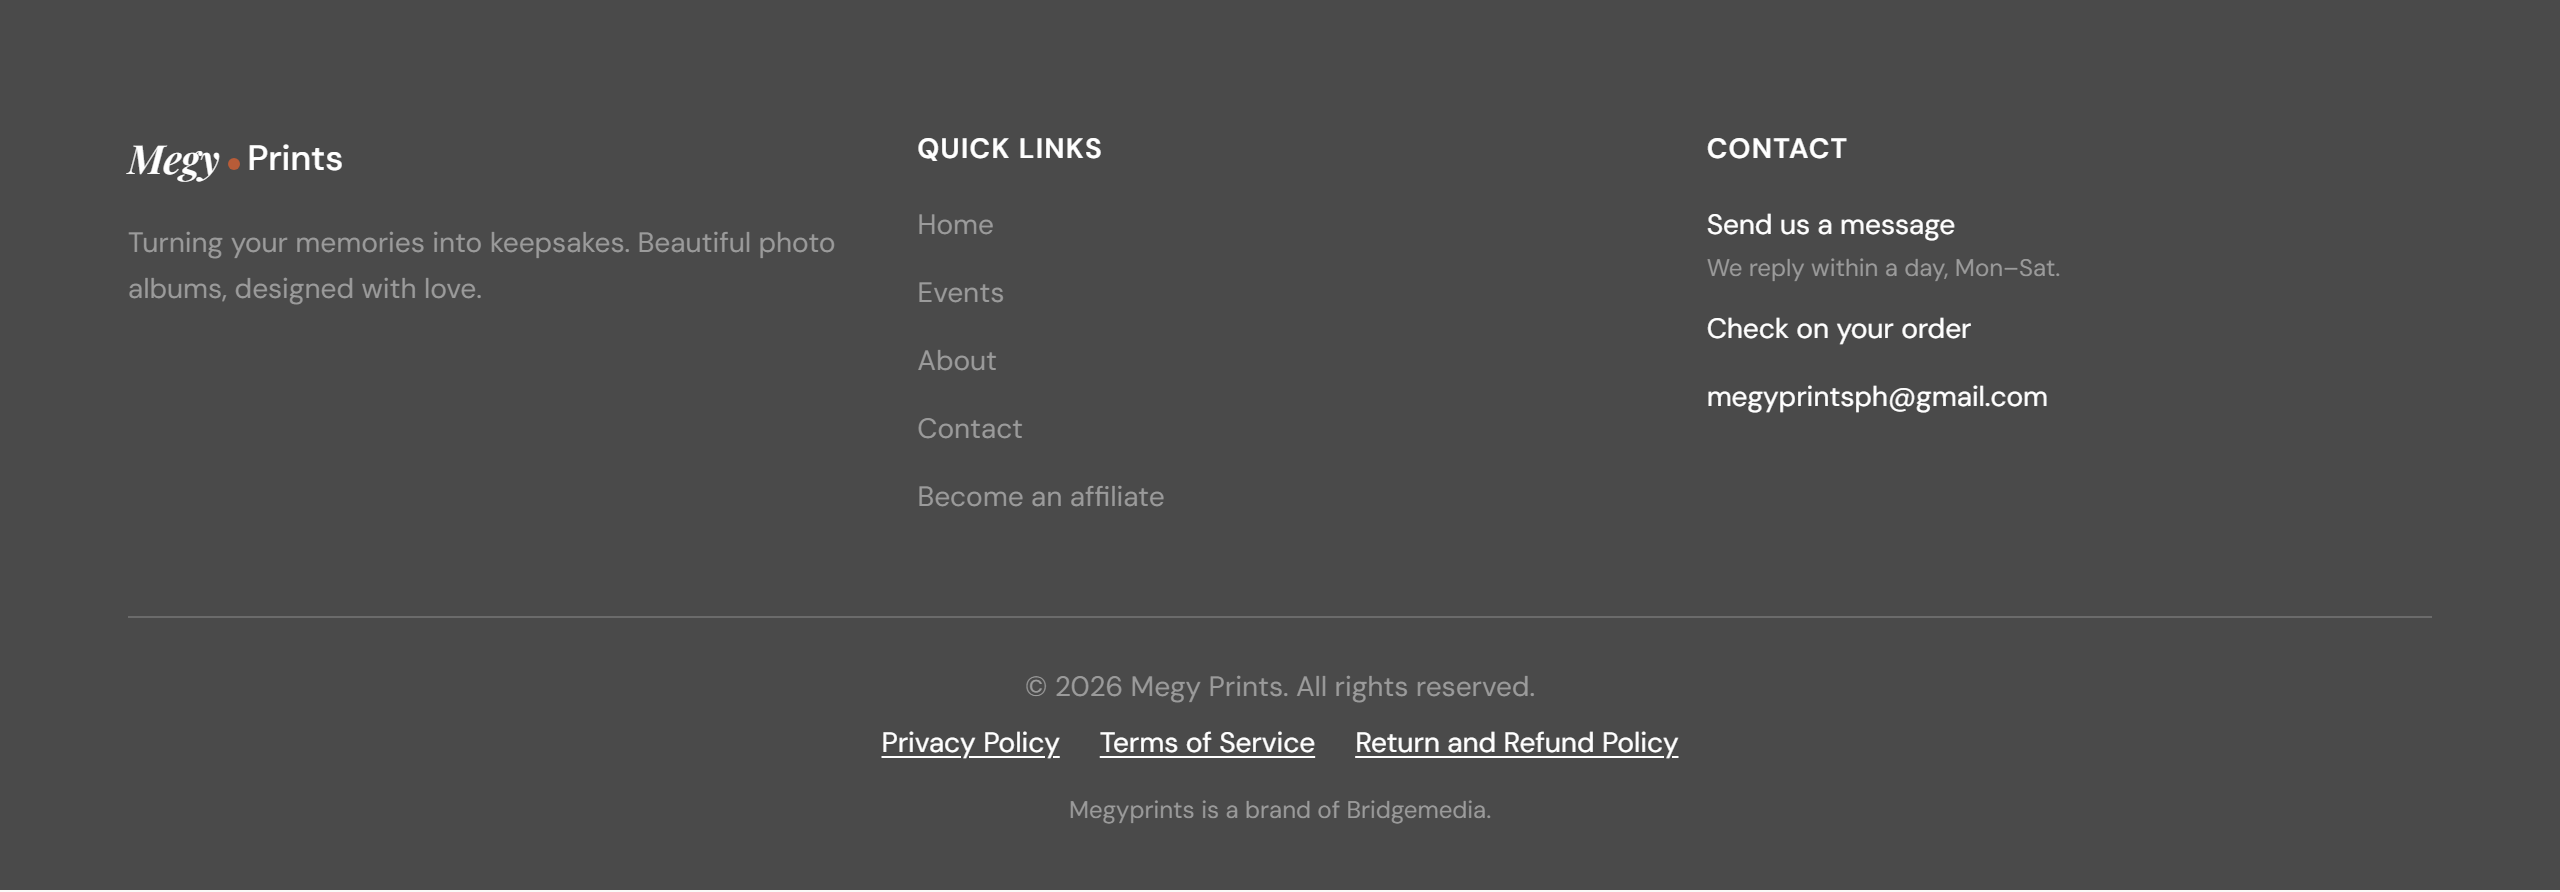 Megy Prints
Turning your memories into keepsakes. Beautiful photo
albums, designed with love.
QUICK LINKS
Home
Events
About
Contact
Become an affiliate
CONTACT
Send us a message
We reply within a day, Mon–Sat.
Check on your order
megyprintsph@gmail.com
© 2026 Megy Prints. All rights reserved.
Privacy Policy Terms of Service Return and Refund Policy
Megyprints is a brand of Bridgemedia.